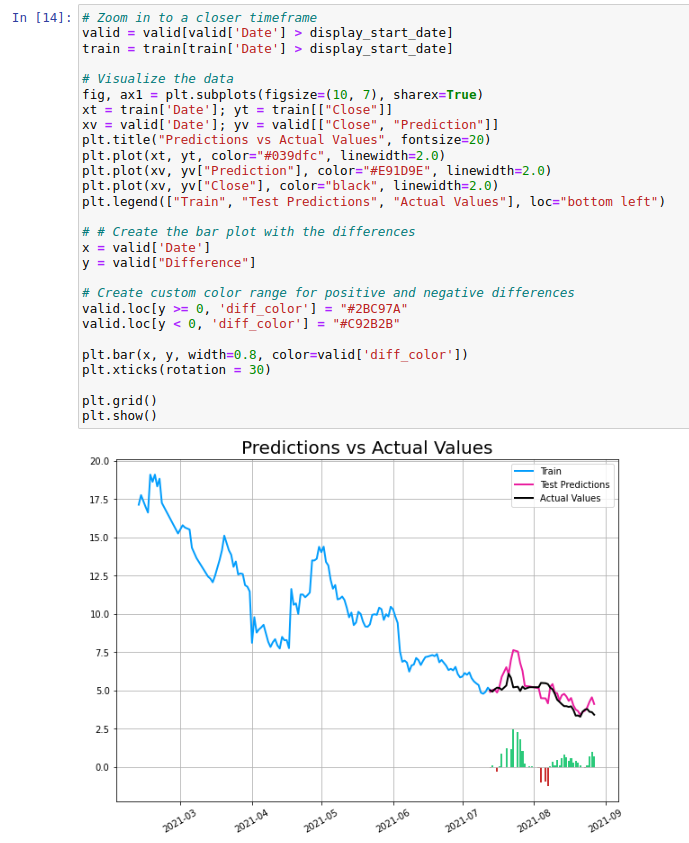 In [14]:
# Zoom in to a closer timeframe
valid = valid[valid['Date'] > display_start_date]
train = train[train['Date'] > display_start_date]
# Visualize the data
fig, ax1 = plt.subplots(figsize=(10, 7), sharex=True)
xt = train['Date']; yt = train[["Close"]]
xv = valid['Date']; yv = valid[["Close", "Prediction"]]
plt.title("Predictions vs Actual Values", fontsize=20)
plt.plot(xt, yt, color="#039dfc", linewidth=2.0)
plt.plot(xv, yv["Prediction"], color="#E91D9E", linewidth=2.0)
plt.plot(xv, yv["Close"], color="black", linewidth=2.0)
plt.legend(["Train", "Test Predictions", "Actual Values"], loc="bottom left")
# # Create the bar plot with the differences
x = valid['Date']
y = valid["Difference"]
# Create custom color range for positive and negative differences
valid.loc[y >= 0, 'diff_color'] = "#2BC97A"
valid.loc[y < 0, 'diff_color'] = "#C92B2B"
plt.bar(x, y, width=0.8, color=valid['diff_color'])
plt.xticks(rotation = 30)
plt.grid()
plt.show()
Predictions vs Actual Values
Train
Test Predictions
Actual Values
20.0
17.5
15.0
12.5
10.0
7.5
5.0
2.5
0.0
2021-03
2021-04
2021-05
2021-06
2021-07
2021-08
2021-09